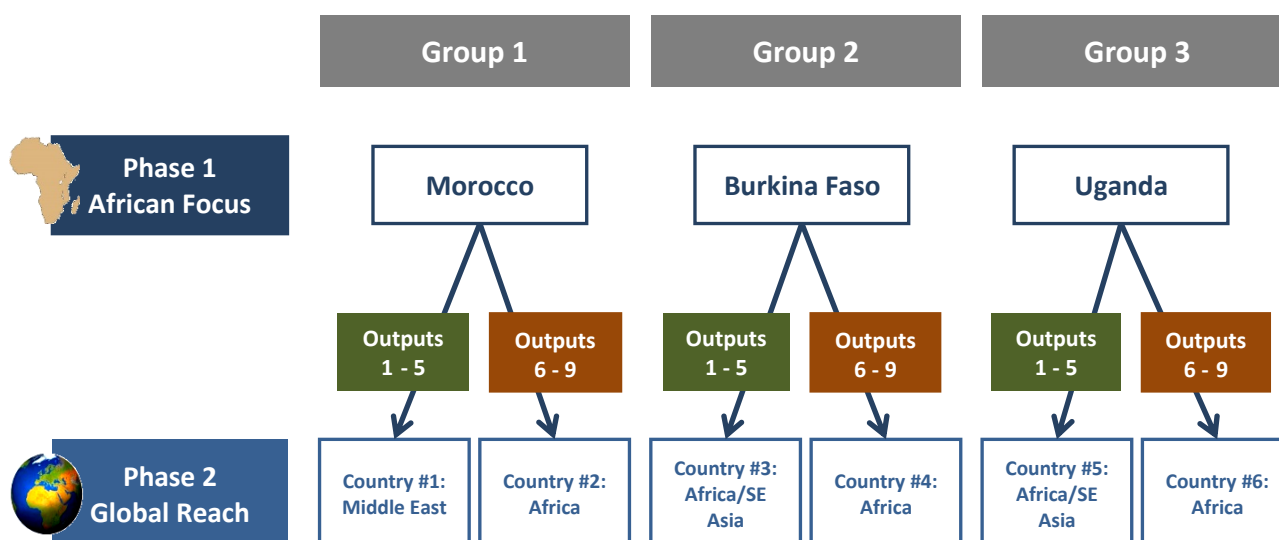 Group 1
Group 2
Group 3
Phase 1
African Focus
Morocco
Burkina Faso
Uganda
Outputs
1 - 5
Outputs
6 - 9
Outputs
1 - 5
Outputs
6 - 9
Outputs
1 - 5
Outputs
6 - 9
Phase 2
Global Reach
Country #1:
Middle East
Country #2:
Africa
Country #3:
Africa/SE
Asia
Country #4:
Africa
Country #5:
Africa/SE
Asia
Country #6:
Africa